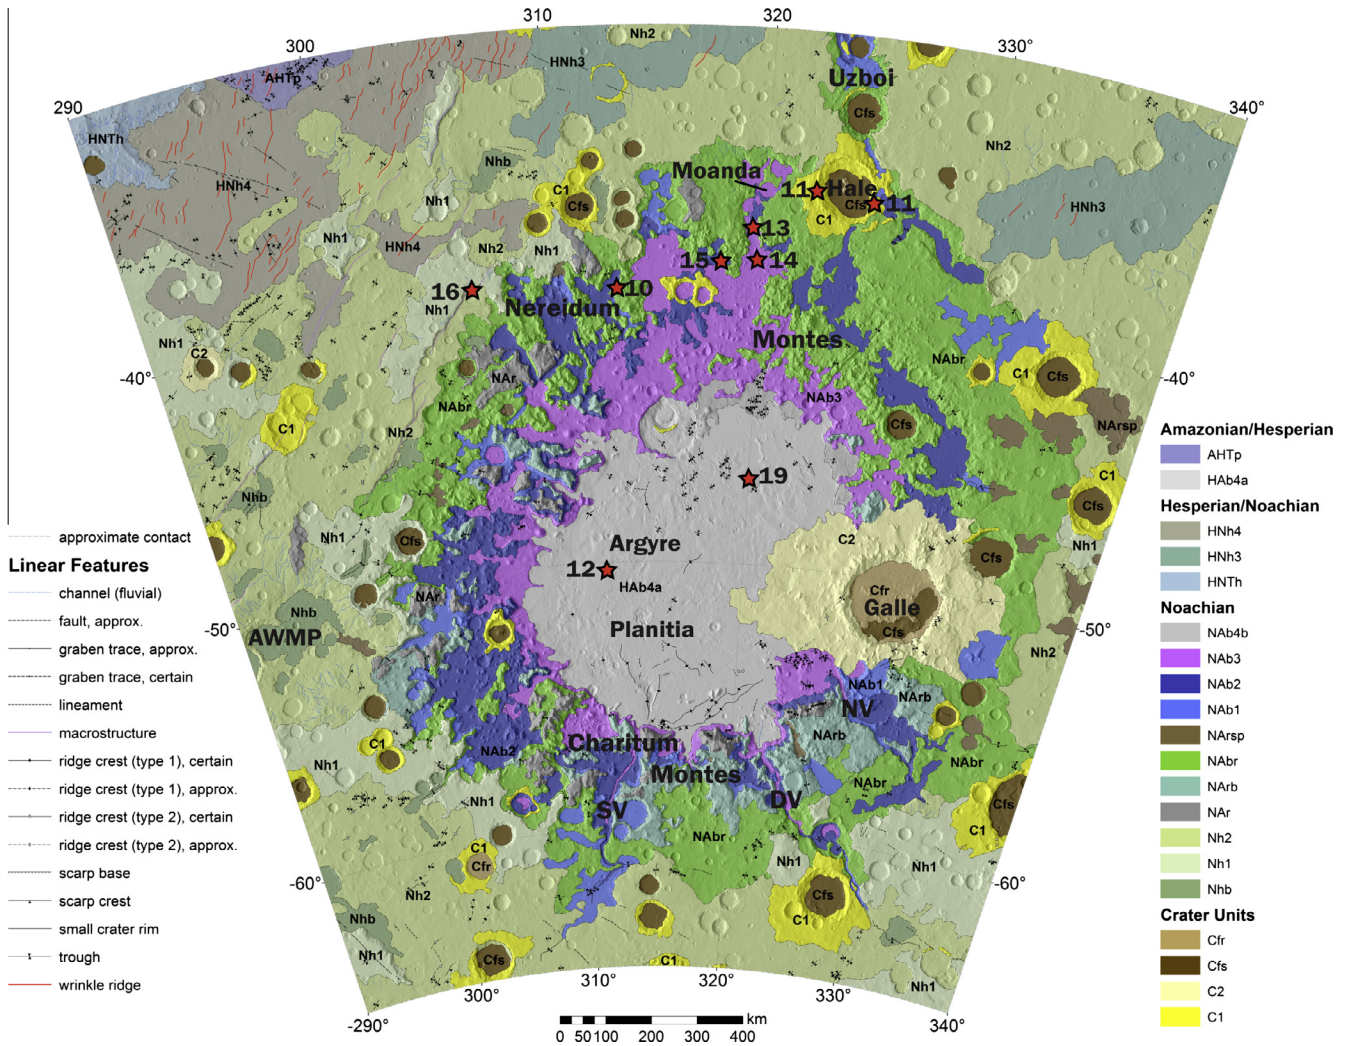 310
320
300
330°
290
340°
Nh2
HNh3
AHTp
Uzboi
Cfs
HNTh
Nh2
HNh4
Nhb
Moanda
C1
Cfs
11
Hale
Cfs
11
C1
HNh3
Nh1
13
Nh1
HNh4
Nh2
Nh1
15
14
16
10
Nh1
Nereidum
Nh1
C2
Montes
NAbr
-40°
NAr
C1
Cfs
-40°
NAb3
NAbr
C1
Nh2
Cfs
NArsp
19
C1
Nhb
Cfs
Nh1
Cfs
Argyre
C2
Nh1
Cfs
12
HAb4a
Cfr
NAr
Galle
Nhb
Planitia
Cfs
-50°
AWMP
-50°
Nh2
NAb1
NArb
NV
NArb
C1
Charitum
NAb2
Nh1
Montes
NAbr
NAbr
Nh1
DV
Cfs
SV
C1
NAbr
C1
Cfr
Nh1
Nh1
-60°
Nh2
Cfs
-60°
Nhb
C1
Nh1
Cfs
C1
Nh1
300°
310°
320°
330°
-290°
340°
km
0 50 100 200 300 400
approximate contact
Linear Features
channel (fluvial)
fault, approx.
graben trace, approx.
graben trace, certain
lineament
macrostructure
ridge crest (type 1), certain
ridge crest (type 1), approx.
ridge crest (type 2), certain
ridge crest (type 2), approx.
scarp base
scarp crest
small crater rim
trough
wrinkle ridge
Amazonian/Hesperian
AHTp
HAb4a
Hesperian/Noachian
HNh4
HNh3
HNTh
Noachian
NAb4b
NAb3
NAb2
NAb1
NArsp
NAbr
NArb
NAr
Nh2
Nh1
Nhb
Crater Units
Cfr
Cfs
C2
C1